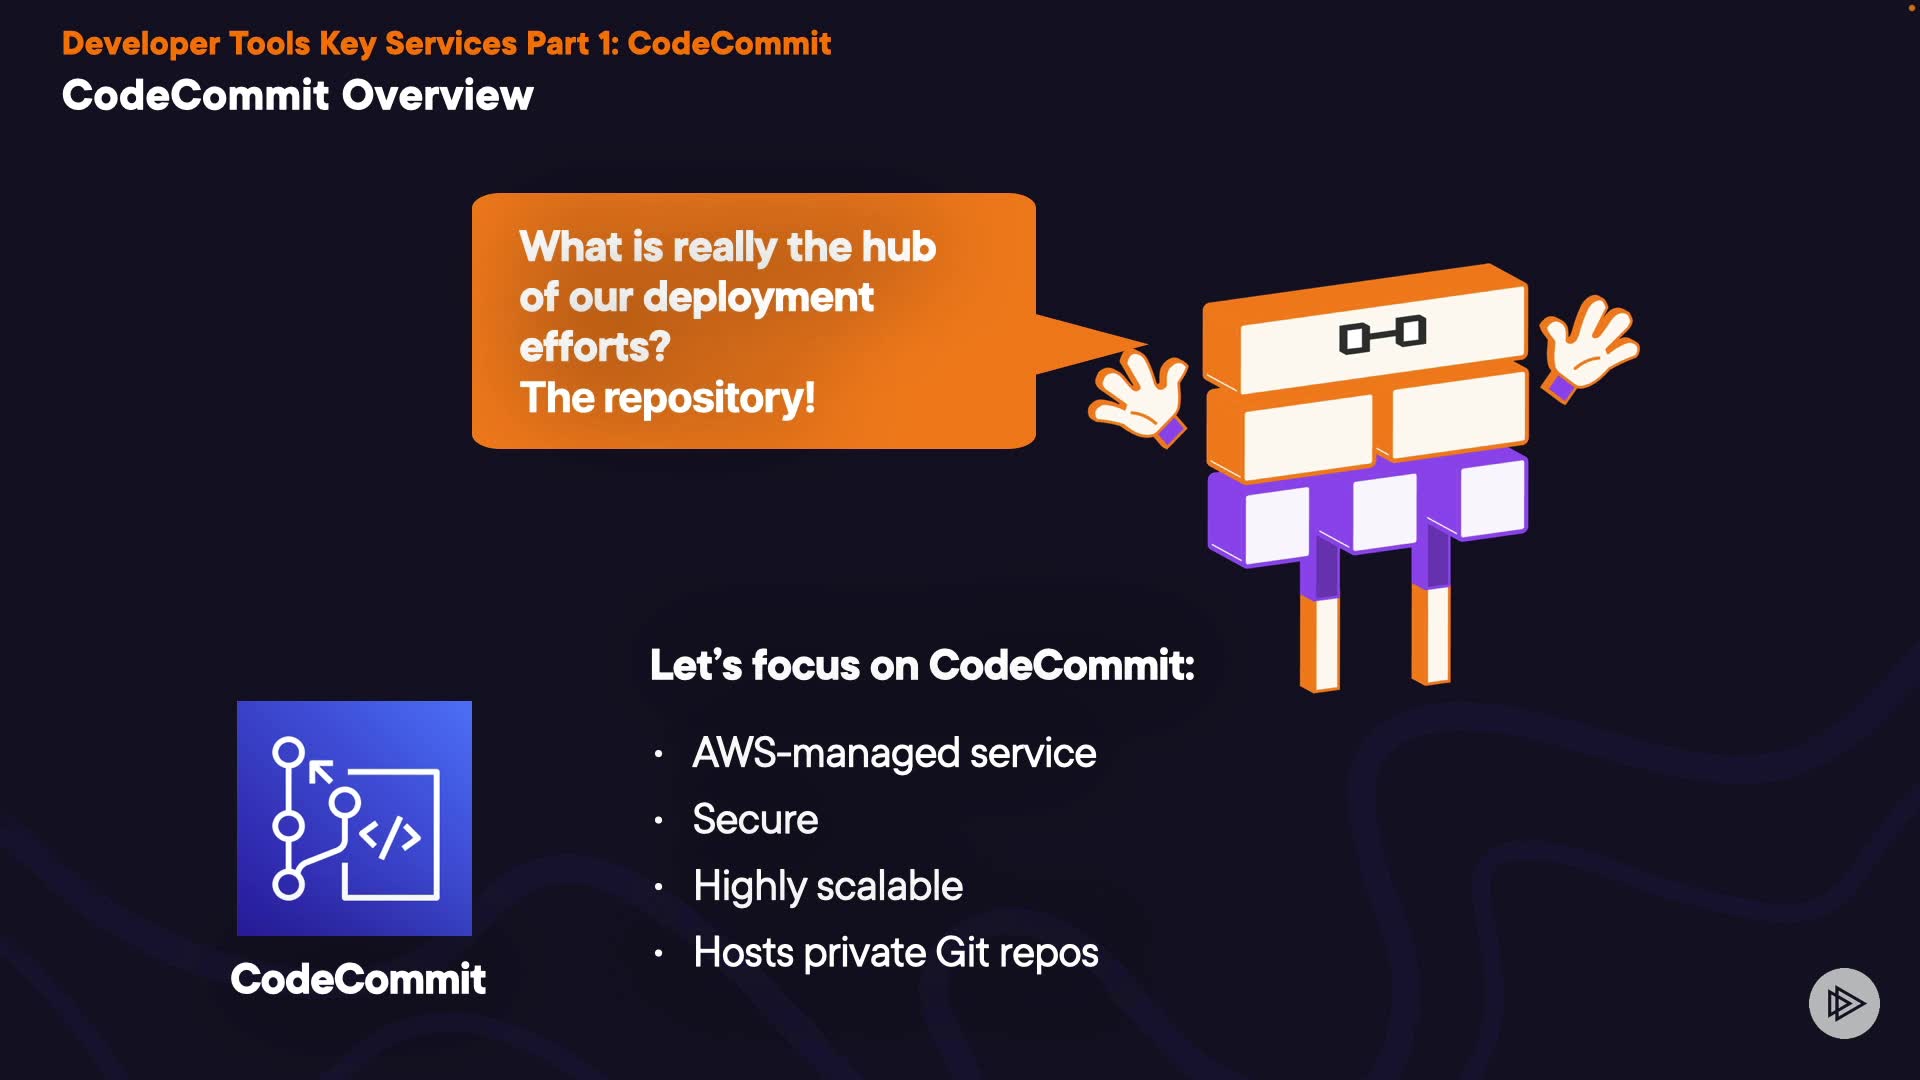 Developer Tools Key Services Part 1: CodeCommit
CodeCommit Overview
What is really the hub
of our deployment
efforts?
The repository!
Let’s focus on CodeCommit:
• AWS-managed service
• Secure
• Highly scalable
• Hosts private Git repos
</>
CodeCommit